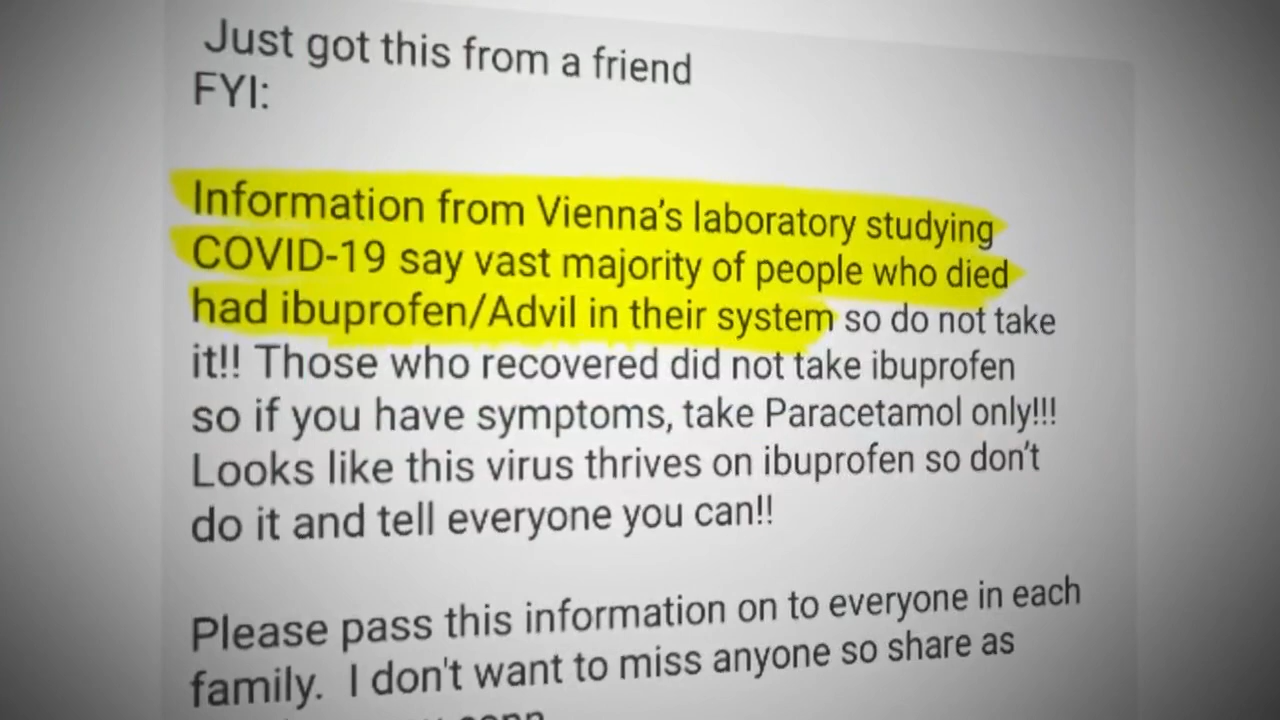 Just got this from a friend
FYI:
Information from Vienna’s laboratory studying
COVID-19 say vast majority of people who died
had ibuprofen/Advil in their system so do not take
it!! Those who recovered did not take ibuprofen
so if you have symptoms, take Paracetamol only!!!
Looks like this virus thrives on ibuprofen so don’t
do it and tell everyone you can!!
Please pass this information on to everyone in each
family.  I don't want to miss anyone so share as